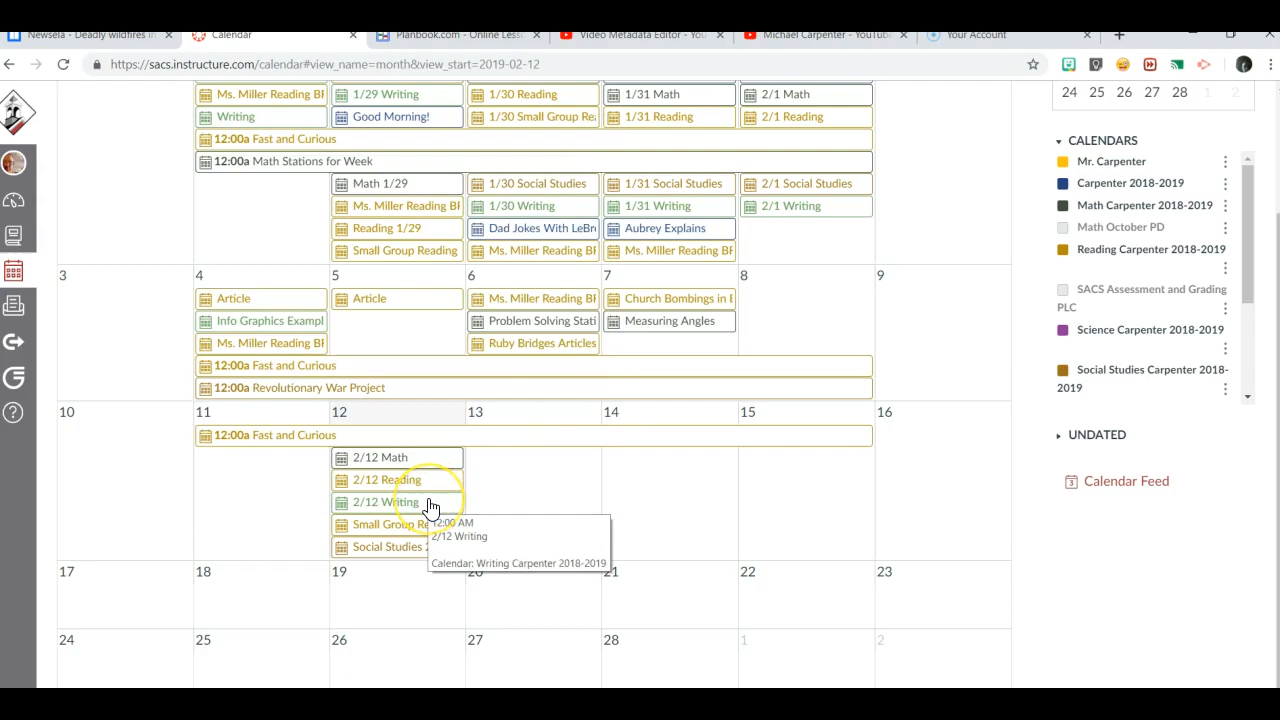 Newsela - Deadly wildfires in
Calendar
Planbook.com - Online Less
Video Metadata Editor - You
Michael Carpenter - YouTub
Your Account
https://sacs.instructure.com/calendar#view_name=month&view_start=2019-02-12
Ms. Miller Reading BF
1/29 Writing
1/30 Reading
1/31 Math
2/1 Math
Writing
Good Morning!
1/30 Small Group Re
1/31 Reading
2/1 Reading
12:00a Fast and Curious
12:00a Math Stations for Week
Math 1/29
1/30 Social Studies
1/31 Social Studies
2/1 Social Studies
Ms. Miller Reading BF
1/30 Writing
1/31 Writing
2/1 Writing
Reading 1/29
Dad Jokes With LeBr
Aubrey Explains
Small Group Reading
Ms. Miller Reading BF
Ms. Miller Reading BF
3 4 5 6 7 8 9
Article
Article
Ms. Miller Reading BF
Church Bombings in
Info Graphics Exampl
Problem Solving Stati
Measuring Angles
Ms. Miller Reading BF
Ruby Bridges Articles
12:00a Fast and Curious
12:00a Revolutionary War Project
10 11 12 13 14 15 16
12:00a Fast and Curious
2/12 Math
2/12 Reading
2/12 Writing
Small Group Re
Social Studies 2
12:00 AM
2/12 Writing
Calendar: Writing Carpenter 2018-2019
17 18 19 20 21 22 23
24 25 26 27 28 1 2
24 25 26 27 28 1 2
CALENDARS
Mr. Carpenter
Carpenter 2018-2019
Math Carpenter 2018-2019
Math October PD
Reading Carpenter 2018-2019
SACS Assessment and Grading
PLC
Science Carpenter 2018-2019
Social Studies Carpenter 2018-
2019
UNDATED
3
Calendar Feed